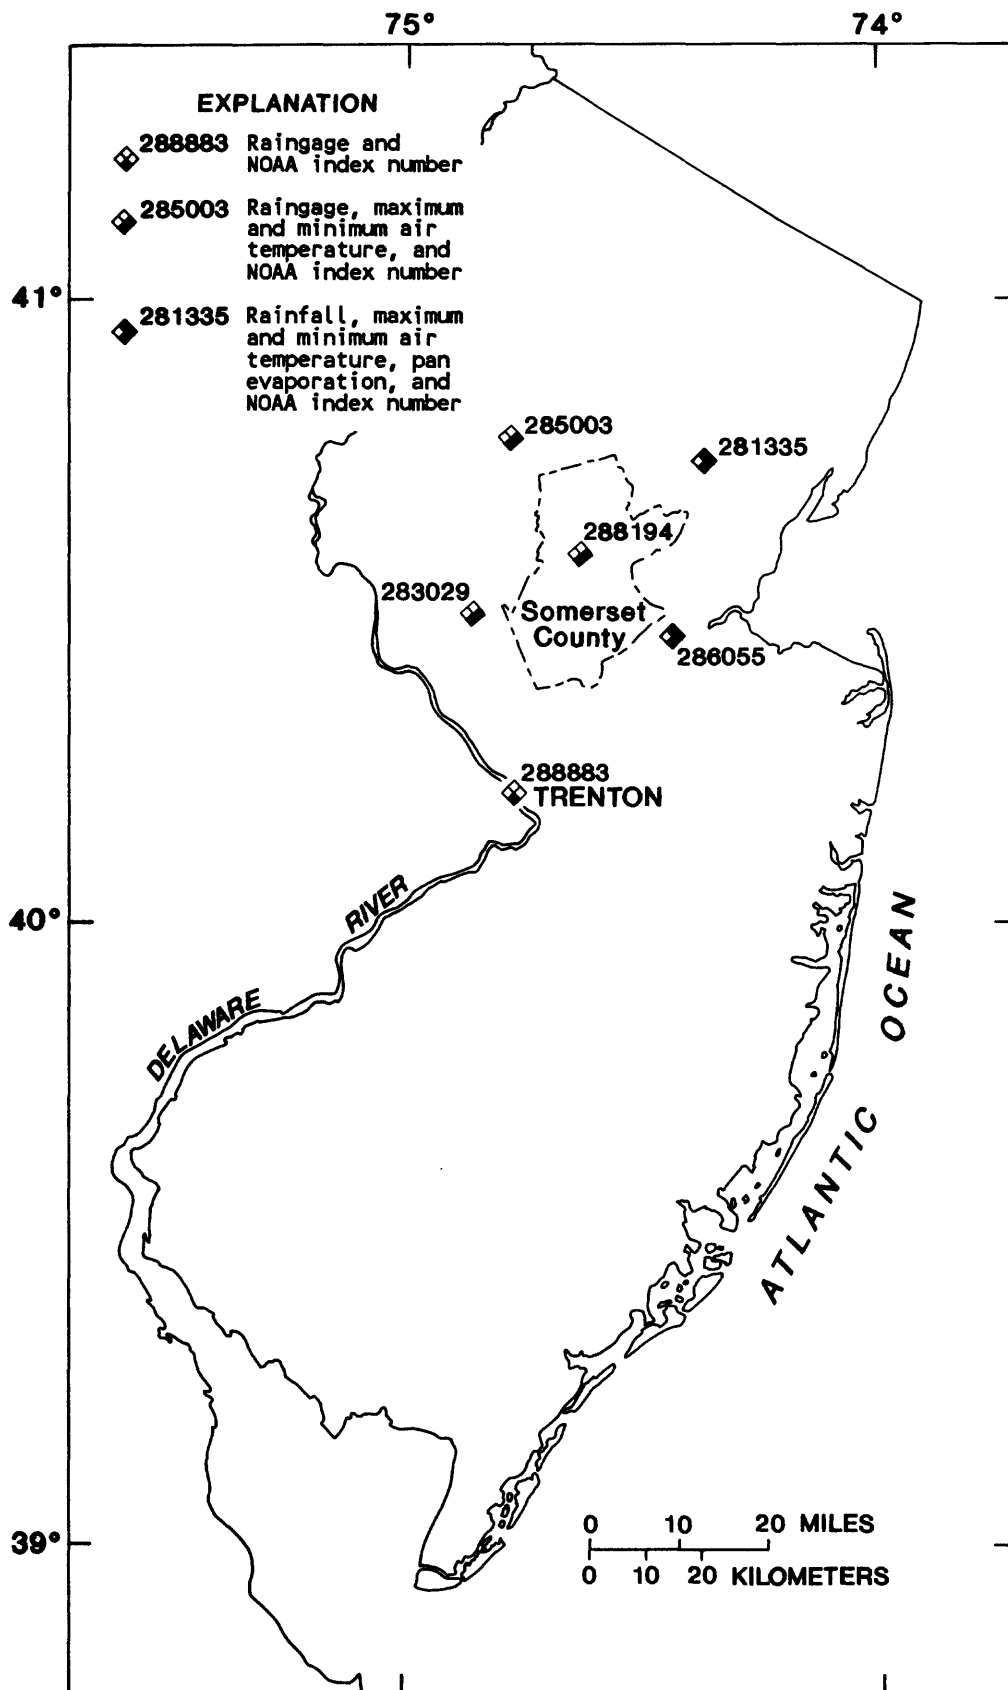 75° 74°
EXPLANATION
288883 Raingage and
NOAA index number
285003 Raingage, maximum
and minimum air
temperature, and
NOAA index number
41°
281335 Rainfall, maximum
and minimum air
temperature, pan
evaporation, and
NOAA index number
285003
281335
288194
283029
Somerset
County
286055
288883
TRENTON
40°
DELAWARE RIVER
ATLANTIC OCEAN
39°
0 10 20 MILES
0 10 20 KILOMETERS